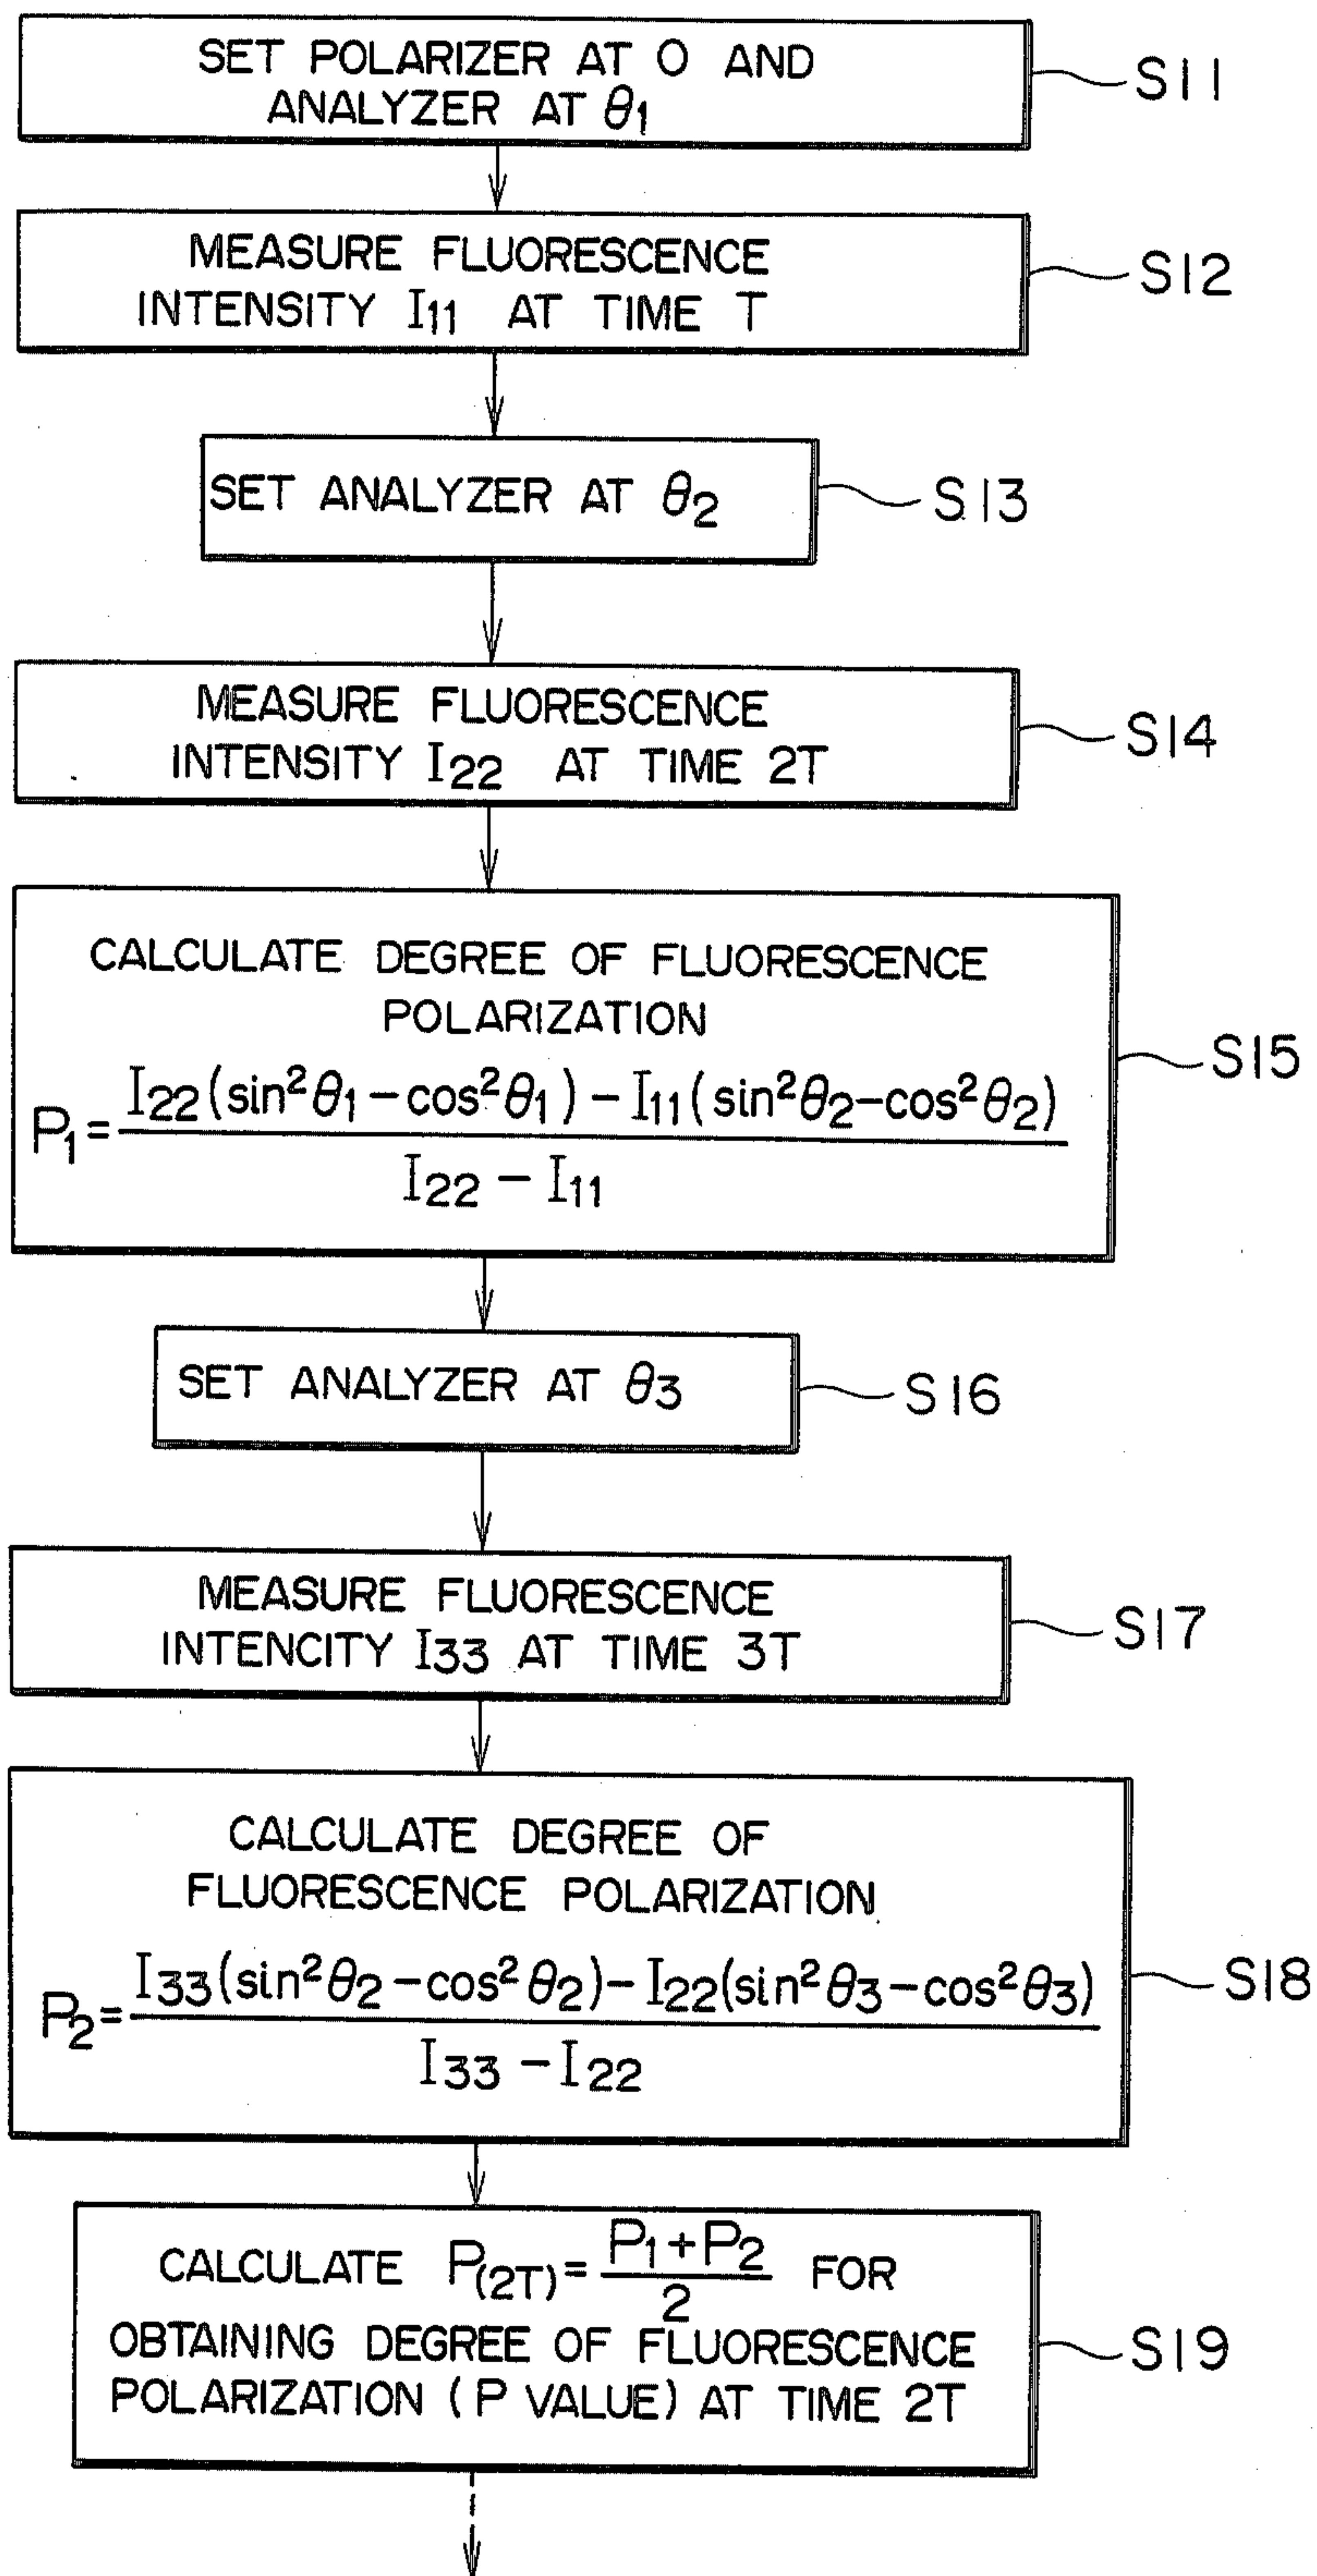 SET POLARIZER AT 0 AND
ANALYZER AT θ1
S11
MEASURE FLUORESCENCE
INTENSITY I11 AT TIME T
S12
SET ANALYZER AT θ2
S13
MEASURE FLUORESCENCE
INTENSITY I22 AT TIME 2T
S14
CALCULATE DEGREE OF FLUORESCENCE
POLARIZATION
P1 = I22(sin²θ1 – cos²θ1) – I11(sin²θ2 – cos²θ2)
I22 – I11
S15
SET ANALYZER AT θ3
S16
MEASURE FLUORESCENCE
INTENCITY I33 AT TIME 3T
S17
CALCULATE DEGREE OF
FLUORESCENCE POLARIZATION
P2 = I33(sin²θ2 – cos²θ2) – I22(sin²θ3 – cos²θ3)
I33 – I22
S18
CALCULATE P(2T) = P1 + P2 / 2 FOR
OBTAINING DEGREE OF FLUORESCENCE
POLARIZATION (P VALUE) AT TIME 2T
S19